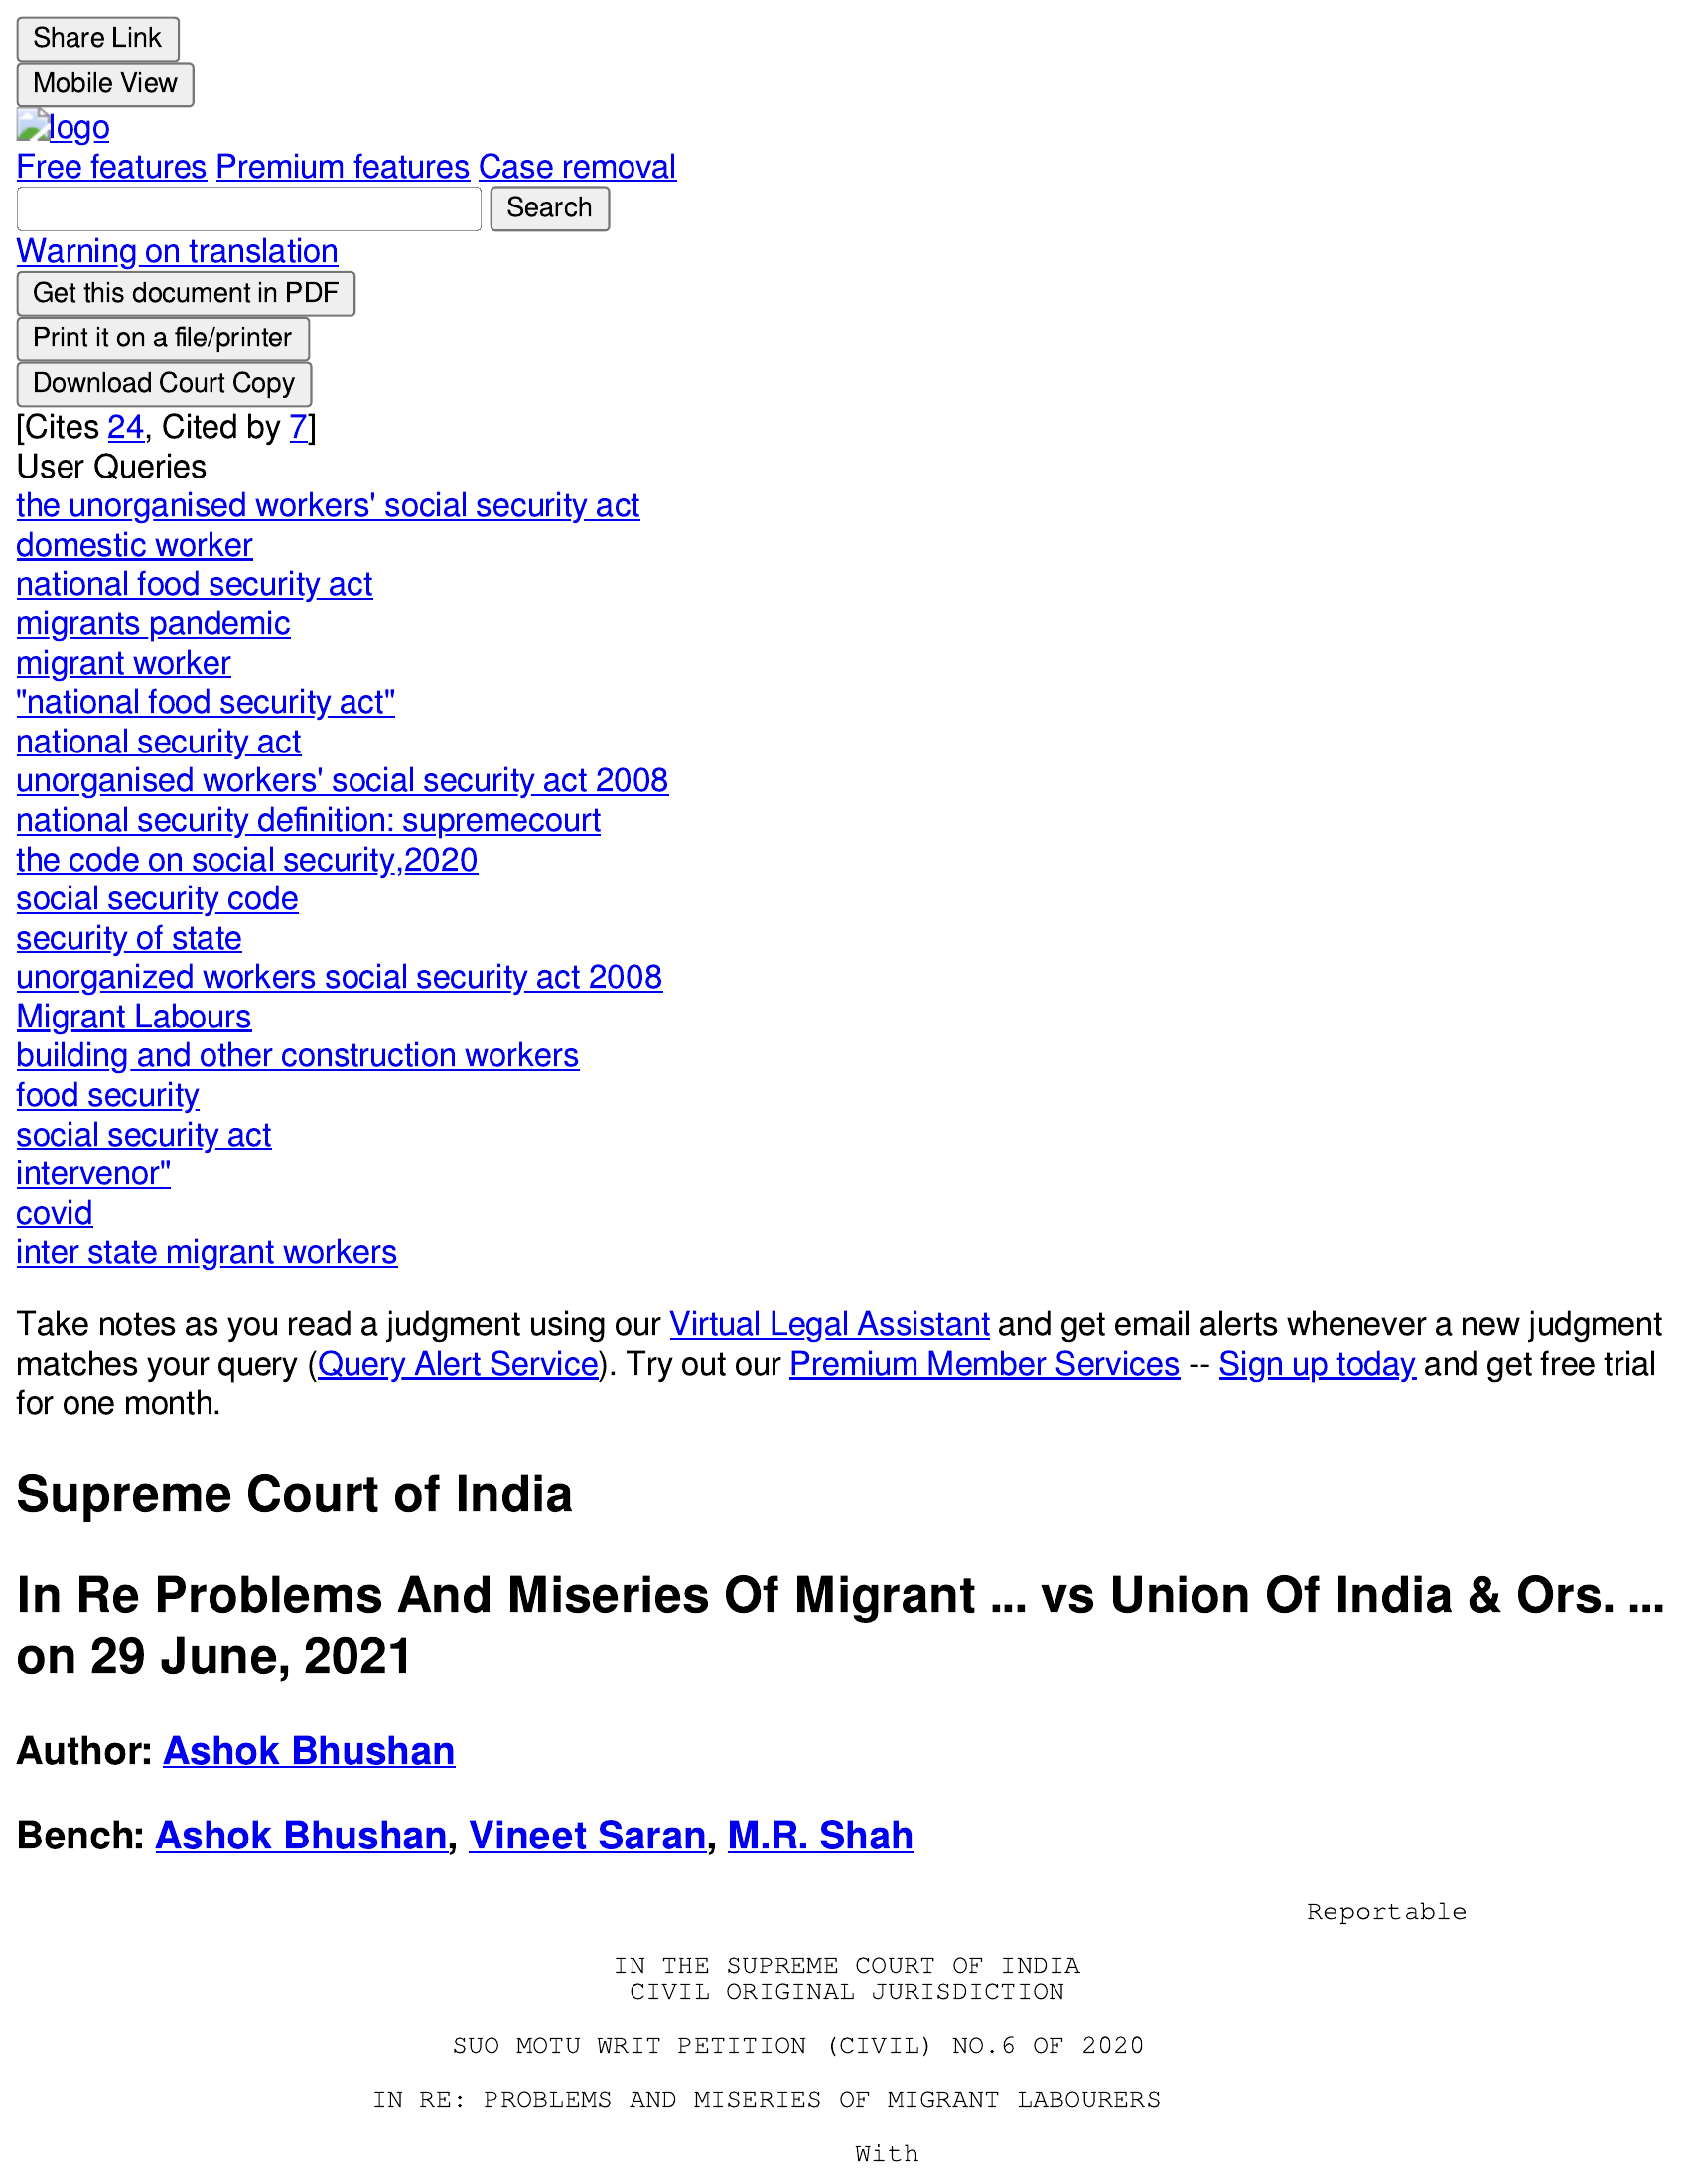 Share Link
Mobile View
logo
Free features Premium features Case removal
Search
Warning on translation
Get this document in PDF
Print it on a file/printer
Download Court Copy
[Cites 24, Cited by 7]
User Queries
the unorganised workers' social security act
domestic worker
national food security act
migrants pandemic
migrant worker
"national food security act"
national security act
unorganised workers' social security act 2008
national security definition: supremecourt
the code on social security,2020
social security code
security of state
unorganized workers social security act 2008
Migrant Labours
building and other construction workers
food security
social security act
intervenor"
covid
inter state migrant workers
Take notes as you read a judgment using our Virtual Legal Assistant and get email alerts whenever a new judgment
matches your query (Query Alert Service). Try out our Premium Member Services -- Sign up today and get free trial
for one month.
Supreme Court of India
In Re Problems And Miseries Of Migrant ... vs Union Of India & Ors. ...
on 29 June, 2021
Author: Ashok Bhushan
Bench: Ashok Bhushan, Vineet Saran, M.R. Shah
Reportable
IN THE SUPREME COURT OF INDIA
CIVIL ORIGINAL JURISDICTION
SUO MOTU WRIT PETITION (CIVIL) NO.6 OF 2020
IN RE: PROBLEMS AND MISERIES OF MIGRANT LABOURERS
With